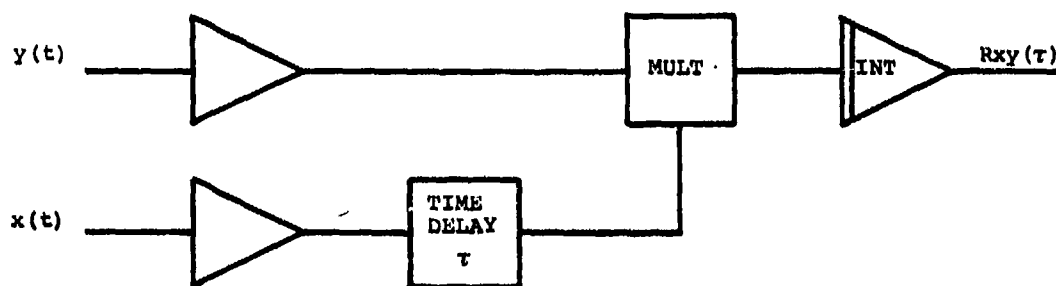 y(t)
MULT
INT
Rxy(τ)
x(t)
TIME
DELAY
τ